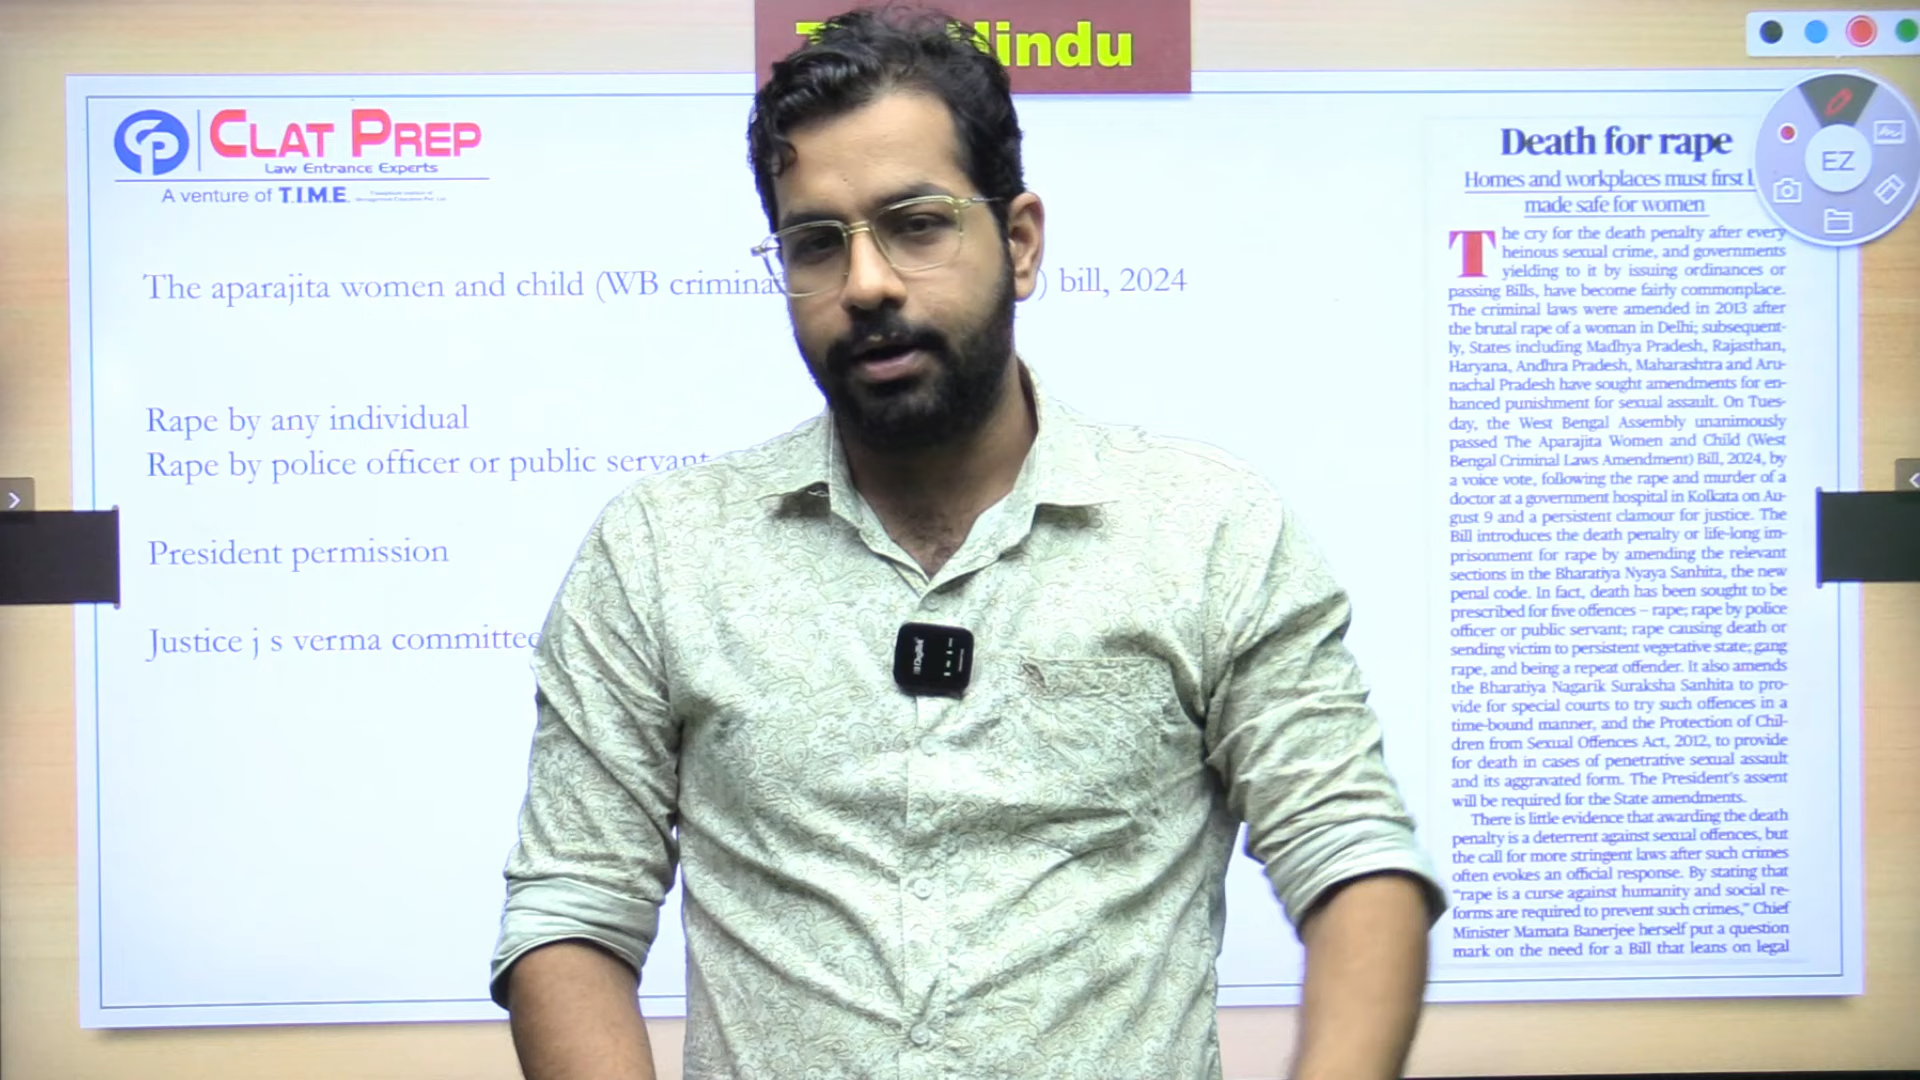 Hindu
CLAT PREP
Law Entrance Experts
A venture of T.I.M.E.
The aparajita women and child (WB ) bill, 2024
Rape by any individual
Rape by police officer or public servant
President permission
Justice j s verma committee
Death for rape
Homes and workplaces must first
made safe for women
The cry for the death penalty after every
heinous sexual crime, and governments
yielding to it by issuing ordinances or
passing Bills, have become fairly commonplace.
The criminal laws were amended in 2013 after
the brutal rape of a woman in Delhi; subsequent-
ly, States including Madhya Pradesh, Rajasthan,
Haryana, Andhra Pradesh, Maharashtra and Aru-
nachal Pradesh have sought amendments for en-
hanced punishment for sexual assault. On Tues-
day, the West Bengal Assembly unanimously
passed The Aparajita Women and Child (West
Bengal Criminal Laws Amendment) Bill, 2024, by
a voice vote, following the rape and murder of a
doctor at a government hospital in Kolkata on Au-
gust 9 and a persistent clamour for justice. The
Bill introduces the death penalty or life-long im-
prisonment for rape by amending the relevant
sections in the Bharatiya Nyaya Sanhita, the new
penal code. In fact, death has been sought to be
prescribed for five offences – rape; rape by police
officer or public servant; rape causing death or
sending victim to persistent vegetative state; gang
rape, and being a repeat offender. It also amends
the Bharatiya Nagarik Suraksha Sanhita to pro-
vide for special courts to try such offences in a
time-bound manner, and the Protection of Chil-
dren from Sexual Offences Act, 2012, to provide
for death in cases of penetrative sexual assault
and its aggravated form. The President's assent
will be required for the State amendments.
There is little evidence that awarding the death
penalty is a deterrent against sexual offences, but
the call for more stringent laws after such crimes
often evokes an official response. By stating that
“rape is a curse against humanity and social re-
forms are required to prevent such crimes,” Chief
Minister Mamata Banerjee herself put a question
mark on the need for a Bill that leans on legal
EZ